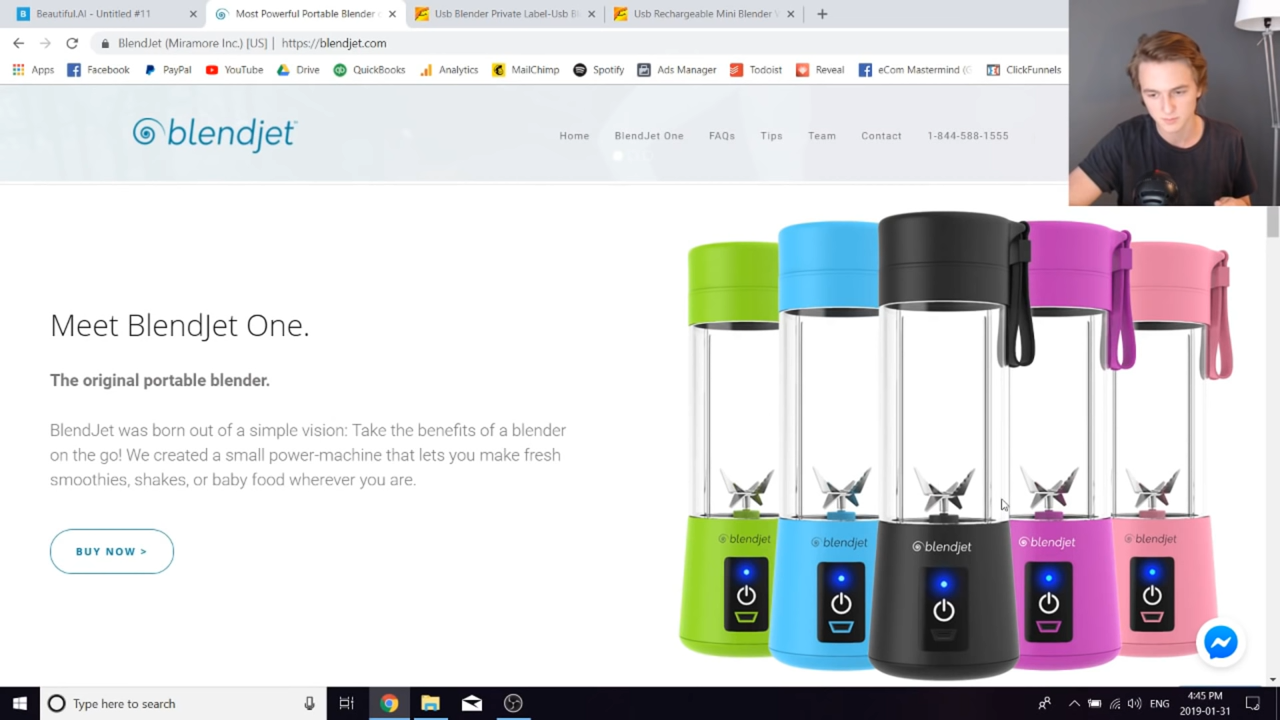 Beautiful.AI - Untitled #11
Most Powerful Portable Blender
Usb Blender Private Label-Usb Bl
Usb Rechargeable Mini Blender
BlendJet (Miramore Inc.) [US] | https://blendjet.com
Apps
Facebook
PayPal
YouTube
Drive
QuickBooks
Analytics
MailChimp
Spotify
Ads Manager
Todoist
Reveal
eCom Mastermind (
ClickFunnels
blendjet
Home
BlendJet One
FAQs
Tips
Team
Contact
1-844-588-1555
Meet BlendJet One.
The original portable blender.
BlendJet was born out of a simple vision: Take the benefits of a blender
on the go! We created a small power-machine that lets you make fresh
smoothies, shakes, or baby food wherever you are.
BUY NOW >
blendjet
blendjet
blendjet
blendjet
blendjet
Type here to search
ENG
4:45 PM
2019-01-31